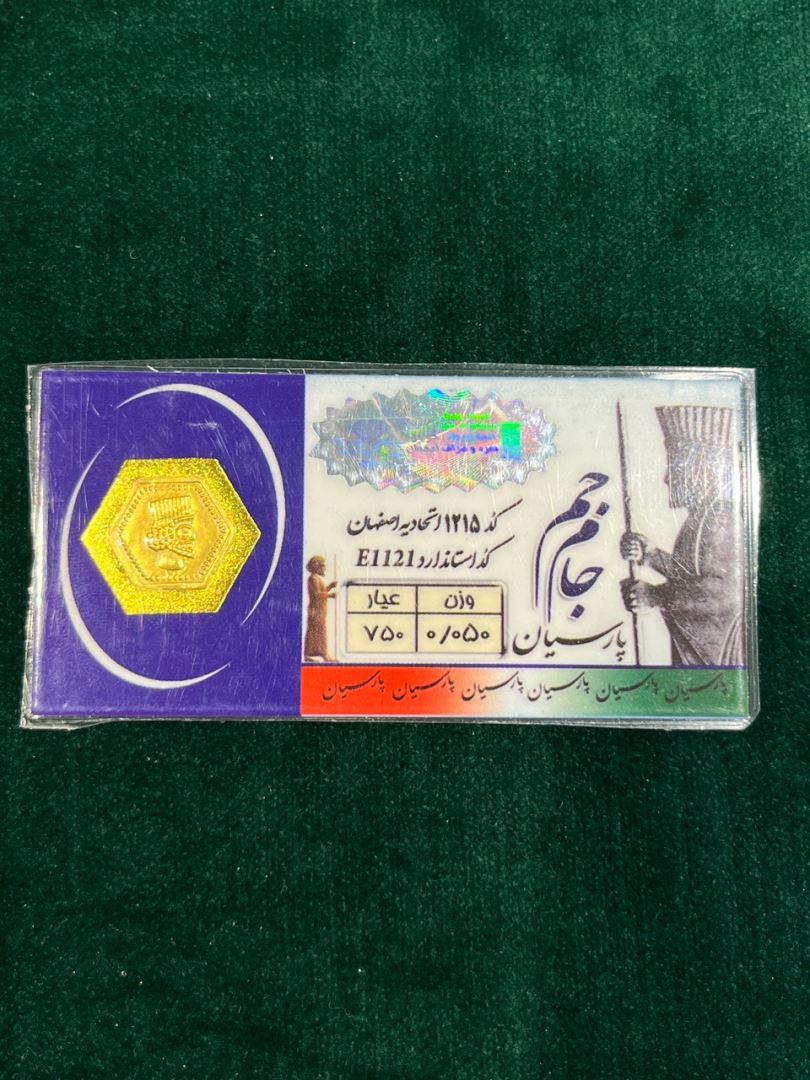 کد ۱۲۱۵ اتحادیه اصفهان
کد استاندارد E1121
جام جم
پارسیان
وزن عیار
۰/۰۵۰ ۷۵۰
پارسیان پارسیان پارسیان پارسیان پارسیان پارسیان